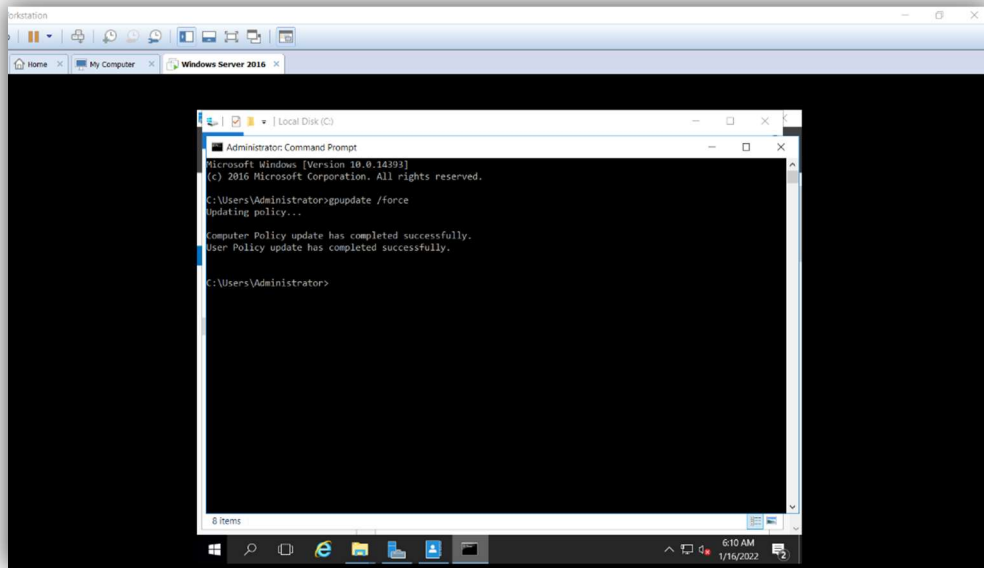 orkstation
Home
My Computer
Windows Server 2016
Local Disk (C:)
Administrator: Command Prompt
Microsoft Windows [Version 10.0.14393]
(c) 2016 Microsoft Corporation. All rights reserved.
C:\Users\Administrator>gpupdate /force
Updating policy...
Computer Policy update has completed successfully.
User Policy update has completed successfully.
C:\Users\Administrator>
8 items
6:10 AM
1/16/2022
2